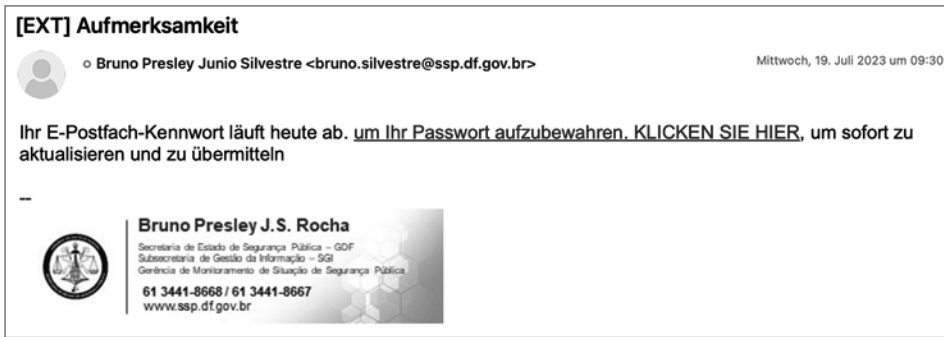 [EXT] Aufmerksamkeit
Bruno Presley Junio Silvestre <bruno.silvestre@ssp.df.gov.br>
Mittwoch, 19. Juli 2023 um 09:30
Ihr E-Postfach-Kennwort läuft heute ab. um Ihr Passwort aufzubewahren. KLICKEN SIE HIER, um sofort zu
aktualisieren und zu übermitteln
--
Bruno Presley J.S. Rocha
Secretaria de Estado de Segurança Pública – GDF
Subsecretaria de Gestão da Informação – SGI
Gerência de Monitoramento de Situação de Segurança Pública
61 3441-8668 / 61 3441-8667
www.ssp.df.gov.br